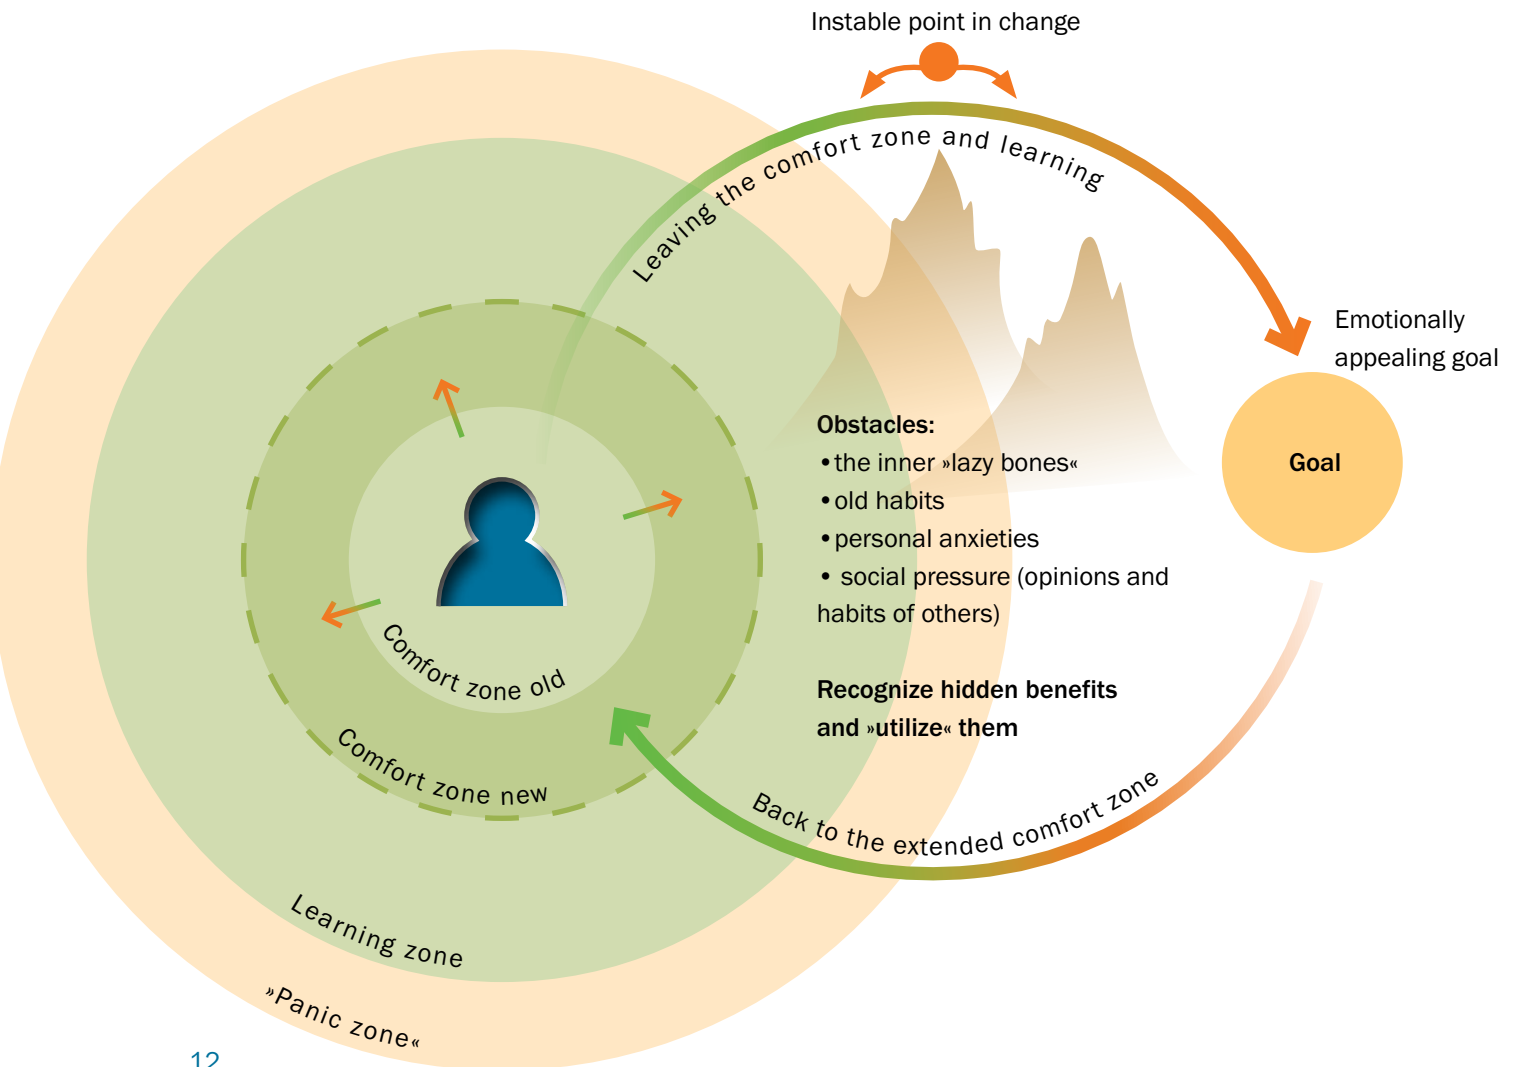 Instable point in change
Leaving the comfort zone and learning
Emotionally
appealing goal
Goal
Obstacles:
•the inner »lazy bones«
•old habits
•personal anxieties
• social pressure (opinions and
habits of others)
Recognize hidden benefits
and »utilize« them
Comfort zone old
Comfort zone new
Back to the extended comfort zone
Learning zone
»Panic zone«
12